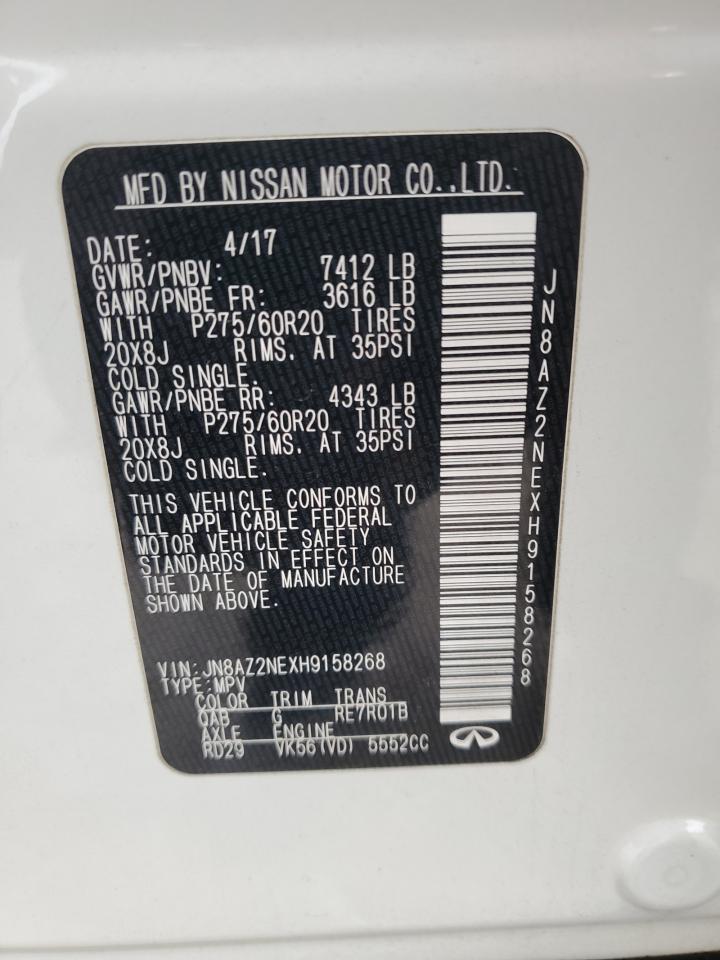 MFD BY NISSAN MOTOR CO.,LTD.
DATE: 4/17
GVWR/PNBV: 7412 LB
GAWR/PNBE FR: 3616 LB
WITH P275/60R20 TIRES
20X8J RIMS. AT 35PSI
COLD SINGLE.
GAWR/PNBE RR: 4343 LB
WITH P275/60R20 TIRES
20X8J RIMS. AT 35PSI
COLD SINGLE.
THIS VEHICLE CONFORMS TO
ALL APPLICABLE FEDERAL
MOTOR VEHICLE SAFETY
STANDARDS IN EFFECT ON
THE DATE OF MANUFACTURE
SHOWN ABOVE.
VIN:JN8AZ2NEXH9158268
TYPE:MPV
COLOR TRIM TRANS
QAB G RE7R01B
AXLE ENGINE
RD29 VK56(VD) 5552CC
JN8AZ2NEXH9158268